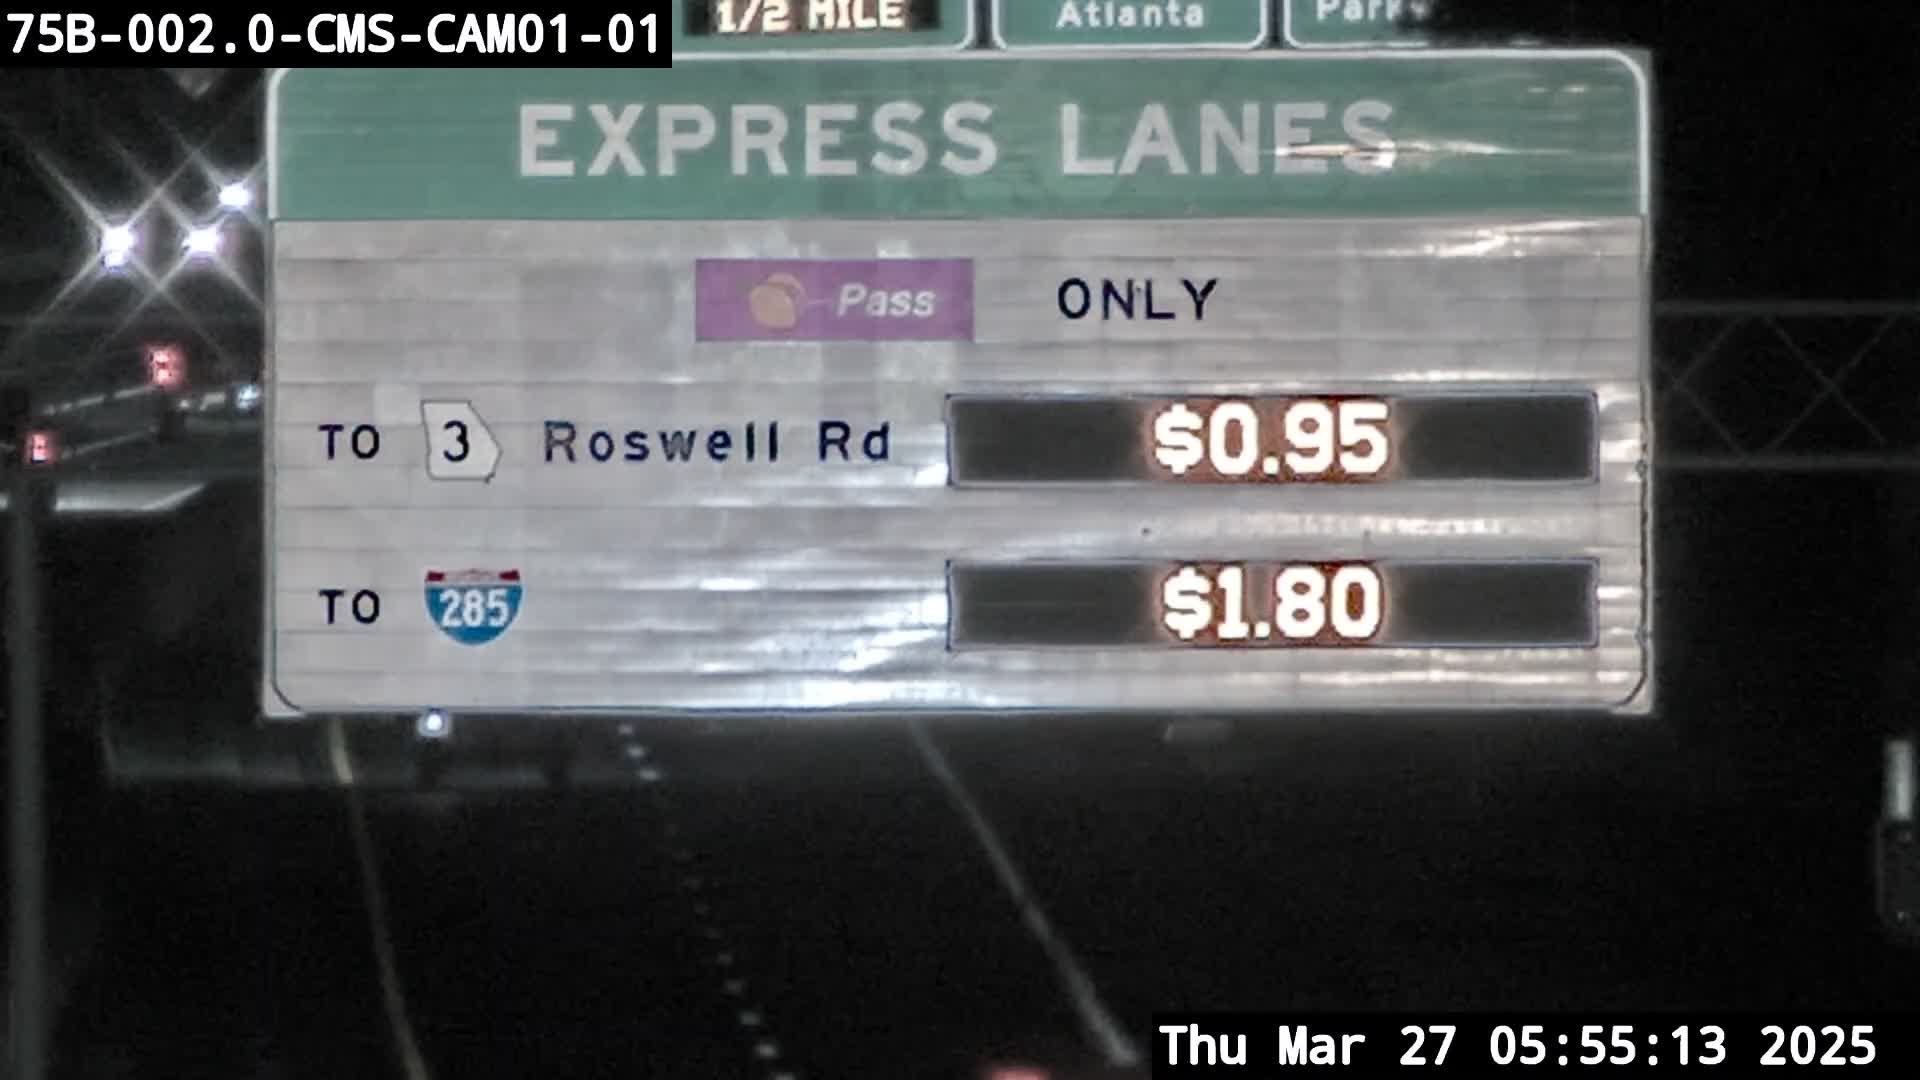 75B-002.0-CMS-CAM01-01
1/2 MILE
Atlanta
EXPRESS LANES
Pass ONLY
TO 3 Roswell Rd $0.95
TO 285 $1.80
Thu Mar 27 05:55:13 2025